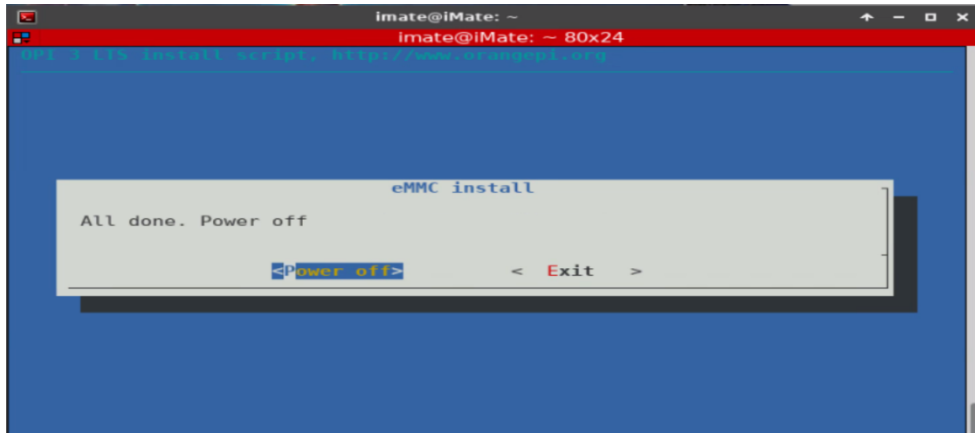 imate@iMate: ~
imate@iMate: ~ 80x24
OPI 3 LTS install script, http://www.orangepi.org
eMMC install
All done. Power off
<Power off> < Exit >